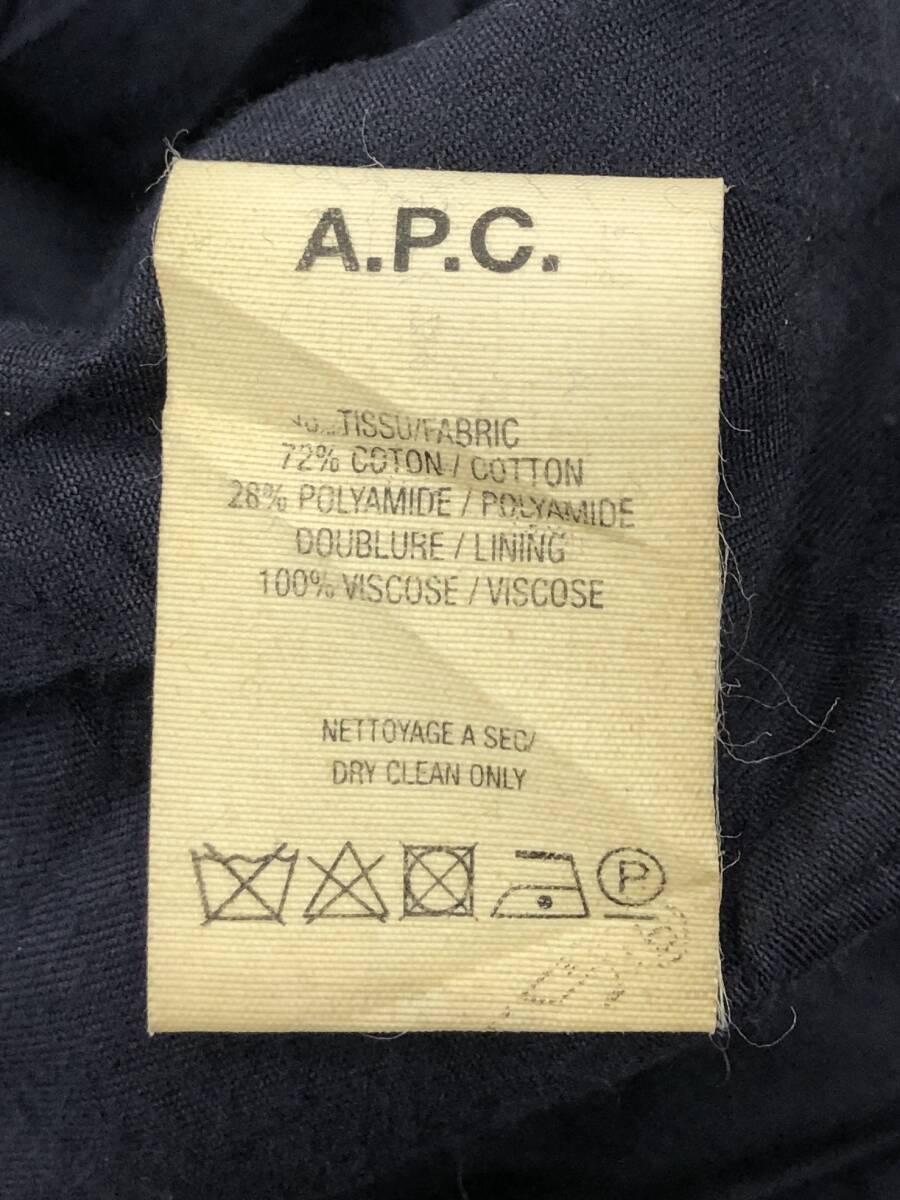 A.P.C.
TISSU/FABRIC
72% COTON / COTTON
28% POLYAMIDE / POLYAMIDE
DOUBLURE / LINING
100% VISCOSE / VISCOSE
NETTOYAGE A SEC/
DRY CLEAN ONLY
P